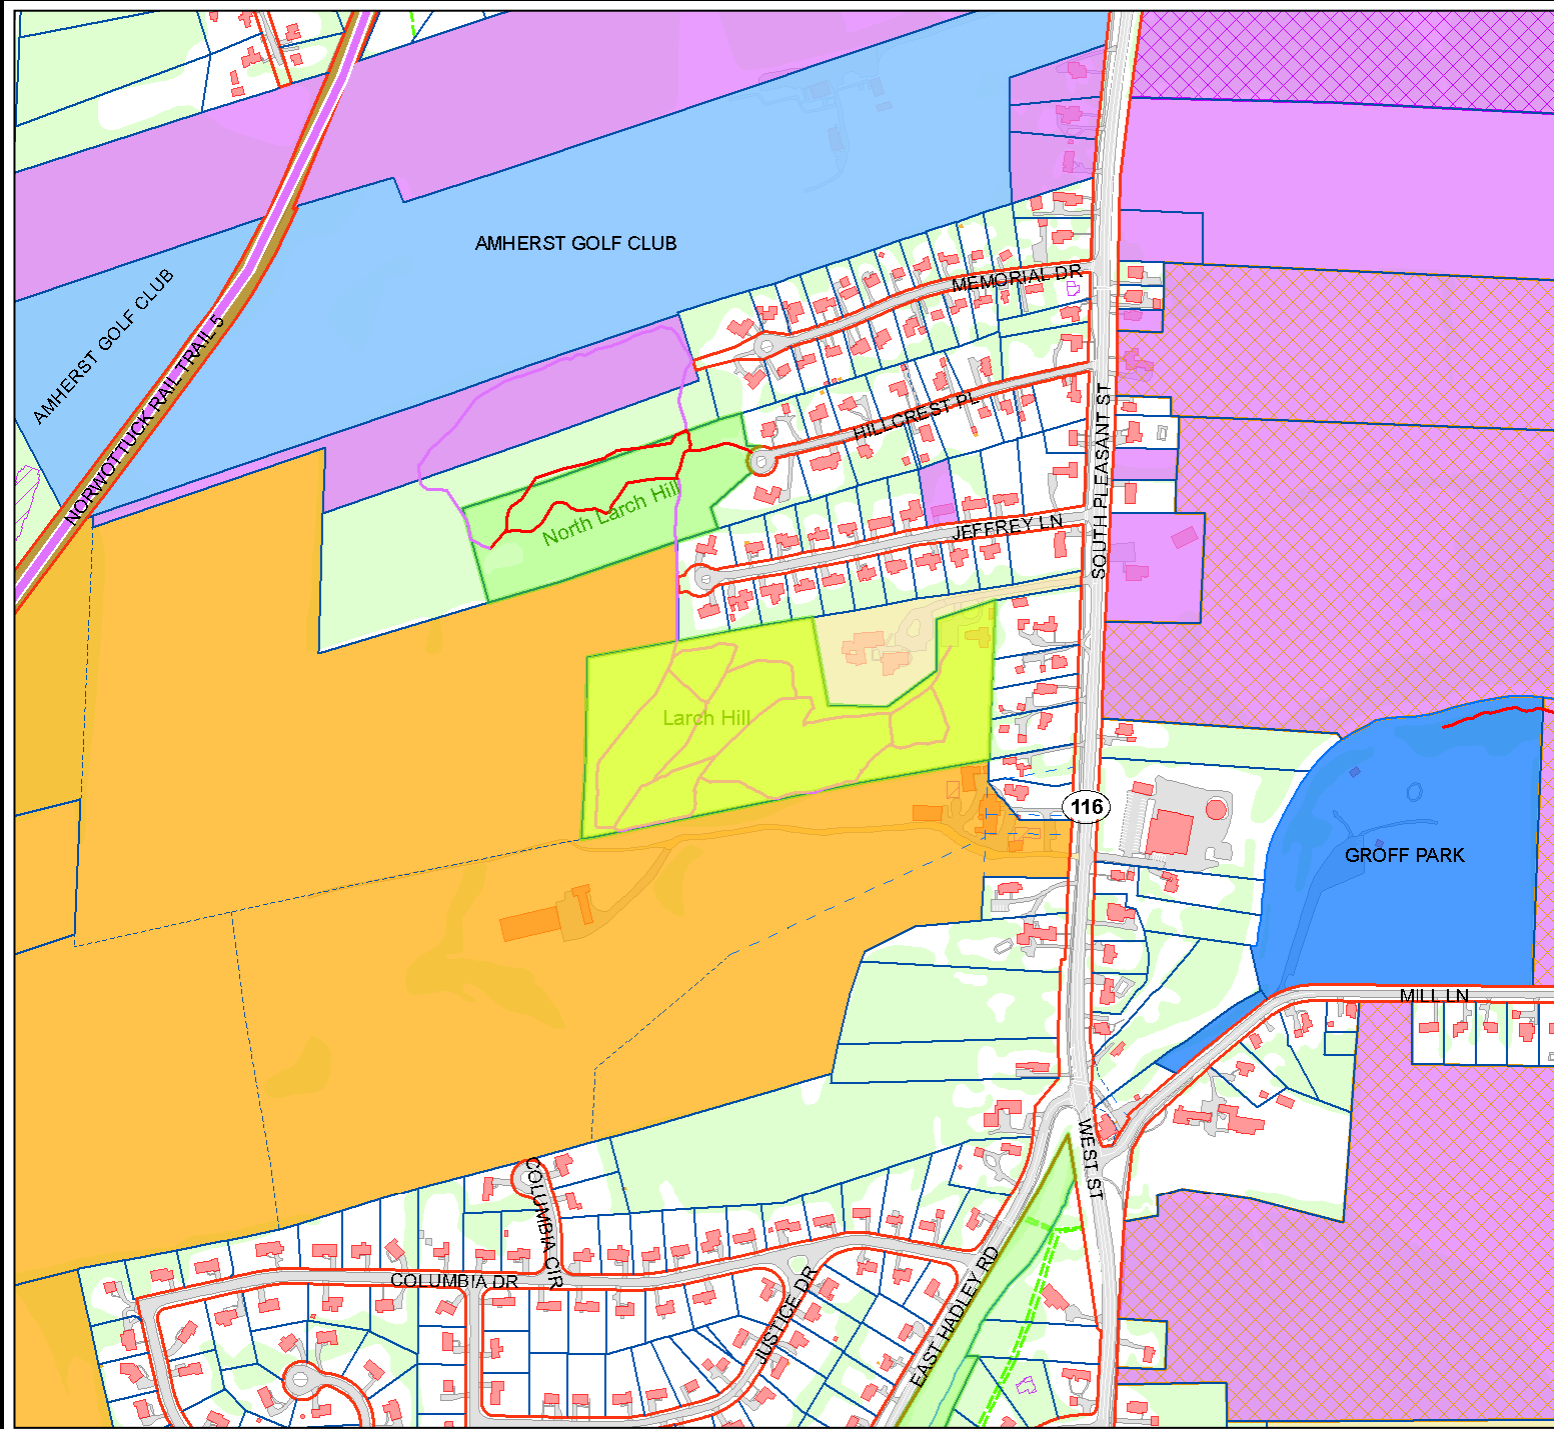 AMHERST GOLF CLUB
AMHERST GOLF CLUB
NORWOTTUCK RAIL TRAIL 5
MEMORIAL DR
HILLCREST PL
SOUTH PLEASANT ST
North Larch Hill
JEFFREY LN
Larch Hill
116
GROFF PARK
MILL LN
WEST ST
COLUMBIA CIR
COLUMBIA DR
JUSTICE DR
EAST HADLEY RD